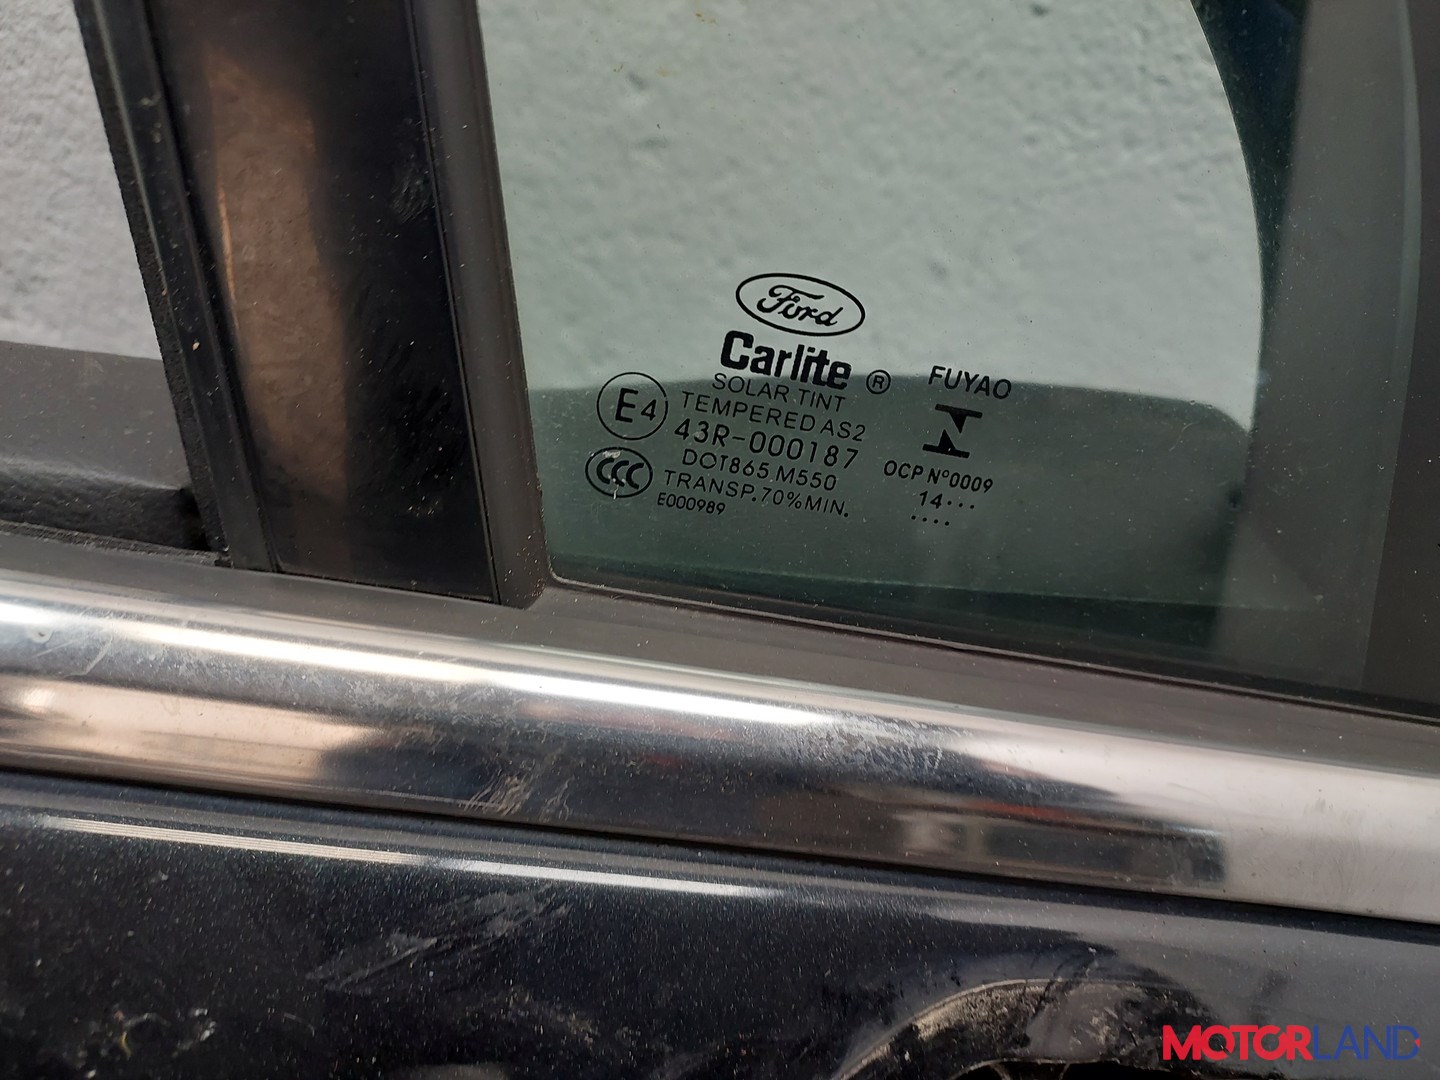 Ford
Carlite ®
SOLAR TINT
TEMPERED AS2
43R-000187
DOT865 M550
TRANSP.70%MIN.
E000989
E4
CCC
FUYAO
OCP Nº0009
14...
....
MOTORLAND